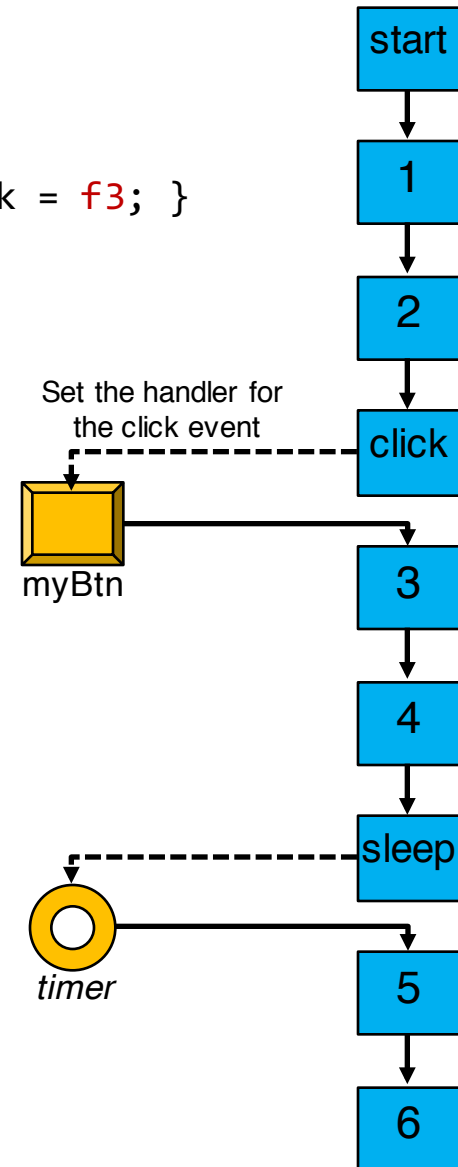 start
1
k = f3; }
2
Set the handler for
the click event
click
myBtn
3
4
sleep
timer
5
6